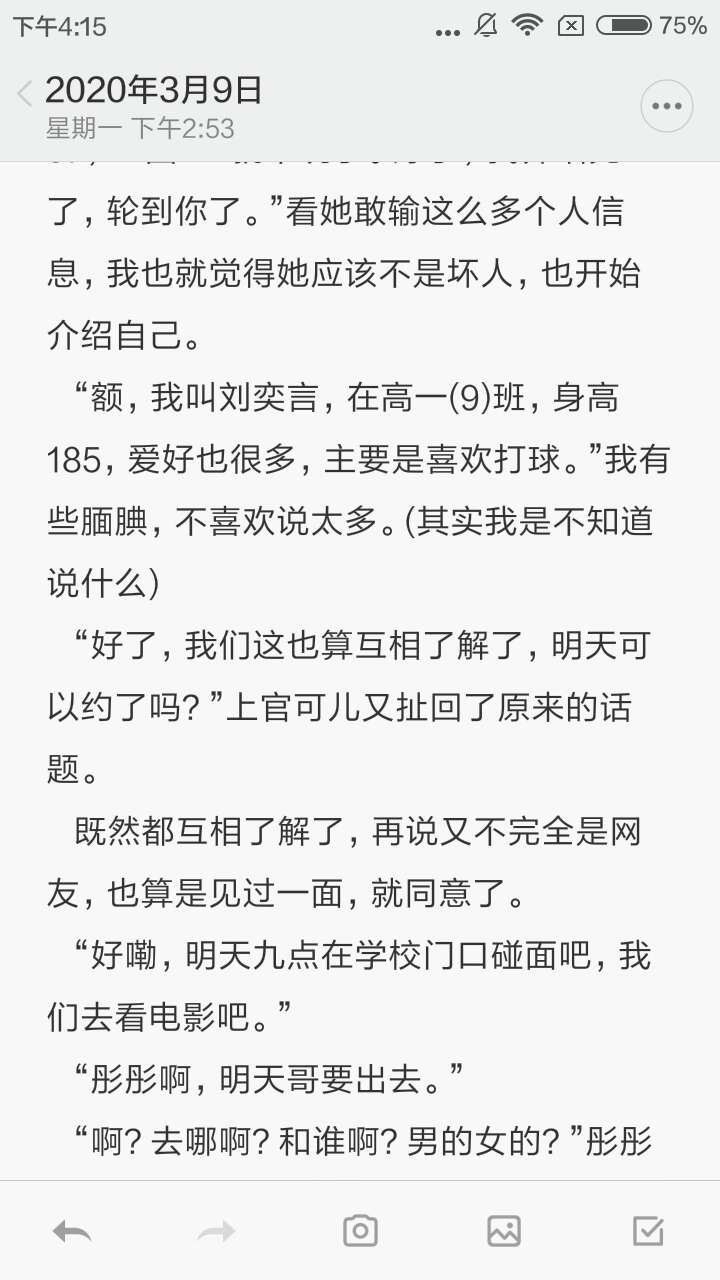 下午4:15
75%
2020年3月9日
星期一 下午2:53
了，轮到你了。”看她敢输这么多个人信
息，我也就觉得她应该不是坏人，也开始
介绍自己。
“额，我叫刘奕言，在高一(9)班，身高
185，爱好也很多，主要是喜欢打球。”我有
些腼腆，不喜欢说太多。(其实我是不知道
说什么)
“好了，我们这也算互相了解了，明天可
以约了吗？”上官可儿又扯回了原来的话
题。
既然都互相了解了，再说又不完全是网
友，也算是见过一面，就同意了。
“好嘞，明天九点在学校门口碰面吧，我
们去看电影吧。”
“彤彤啊，明天哥要出去。”
“啊？去哪啊？和谁啊？男的女的？”彤彤